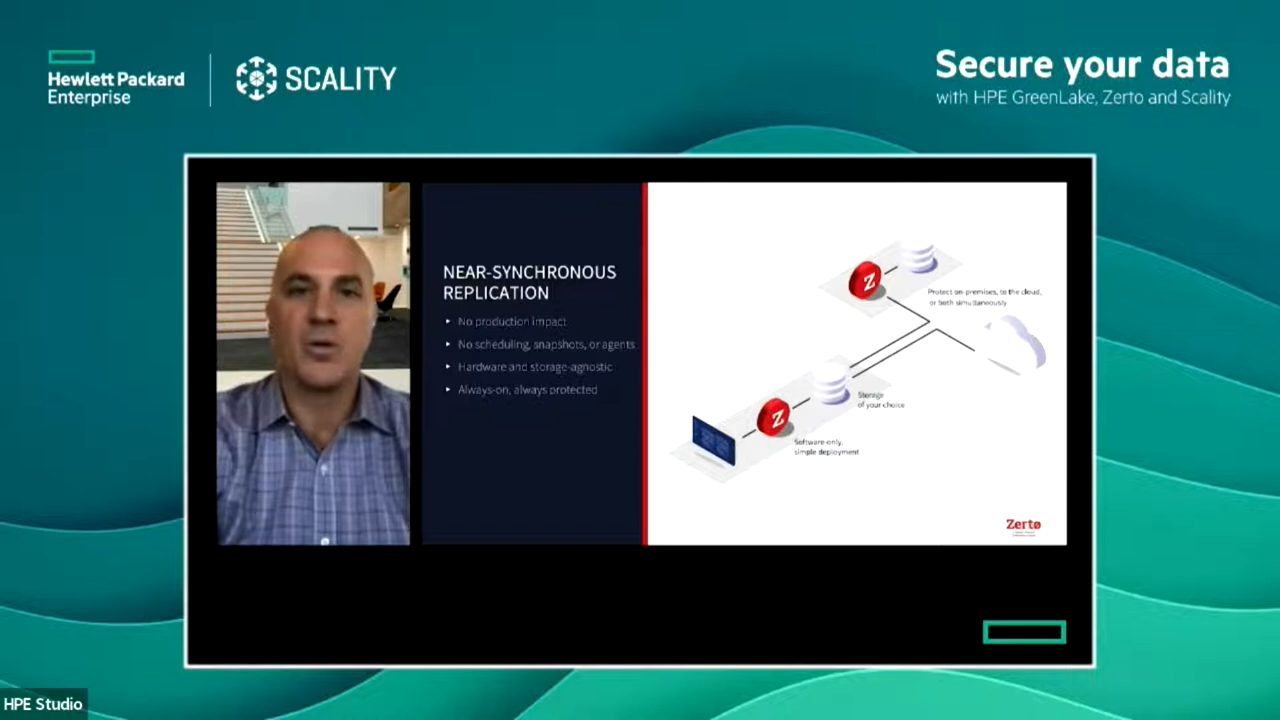 Hewlett Packard
Enterprise
SCALITY
Secure your data
with HPE GreenLake, Zerto and Scality
NEAR-SYNCHRONOUS
REPLICATION
▸ No production impact
▸ No scheduling, snapshots, or agents
▸ Hardware and storage-agnostic
▸ Always-on, always protected
Z
Protect on-premises, to the cloud,
or both simultaneously
Storage
of your choice
Z
Software-only,
simple deployment
Zerto
HPE Studio